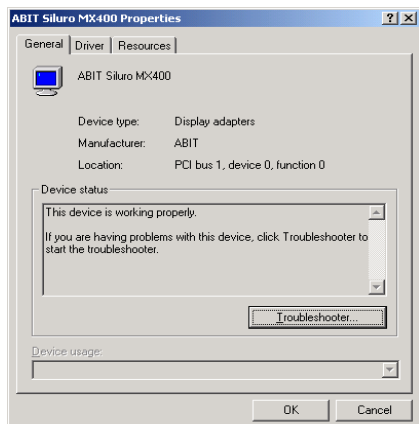 ABIT Siluro MX400 Properties
General Driver Resources
ABIT Siluro MX400
Device type: Display adapters
Manufacturer: ABIT
Location: PCI bus 1, device 0, function 0
Device status
This device is working properly.
If you are having problems with this device, click Troubleshooter to
start the troubleshooter.
Troubleshooter...
Device usage:
OK Cancel